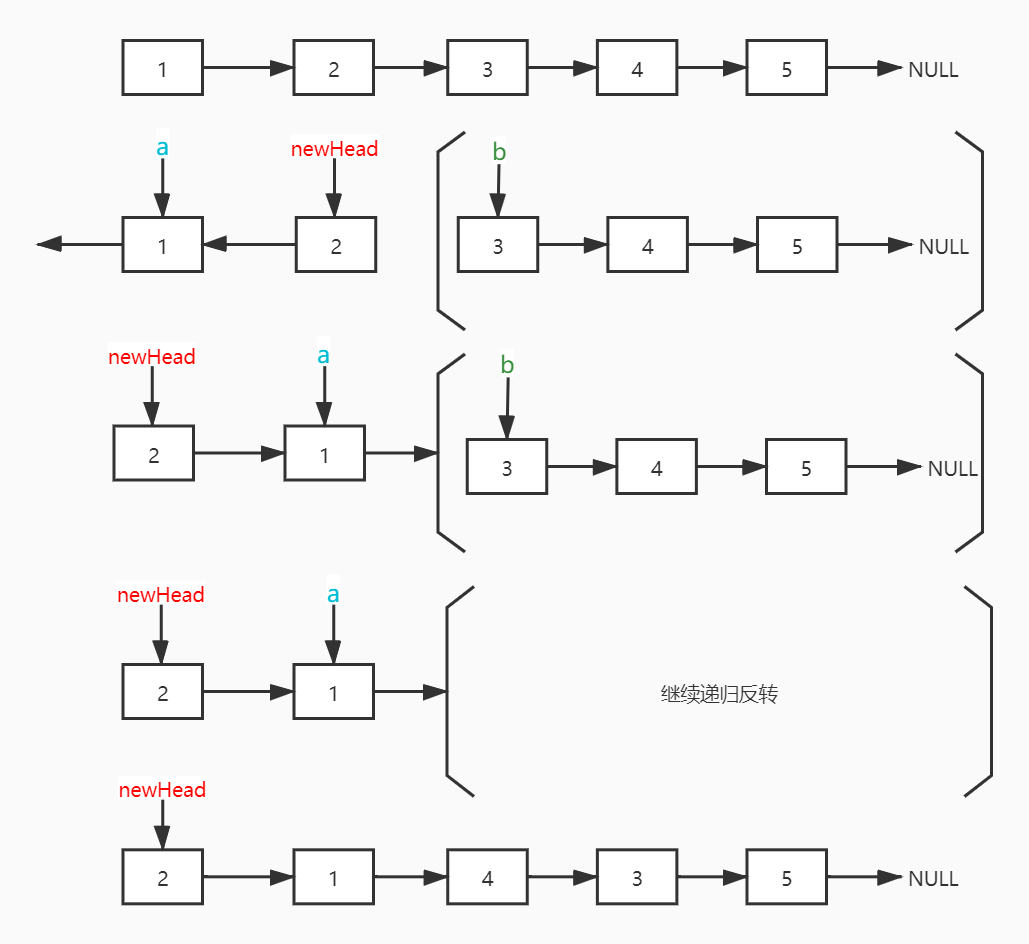 1 2 3 4 5 NULL
a newHead b
1 2 3 4 5 NULL
newHead a b
2 1 3 4 5 NULL
newHead a
2 1 继续递归反转
newHead
2 1 4 3 5 NULL